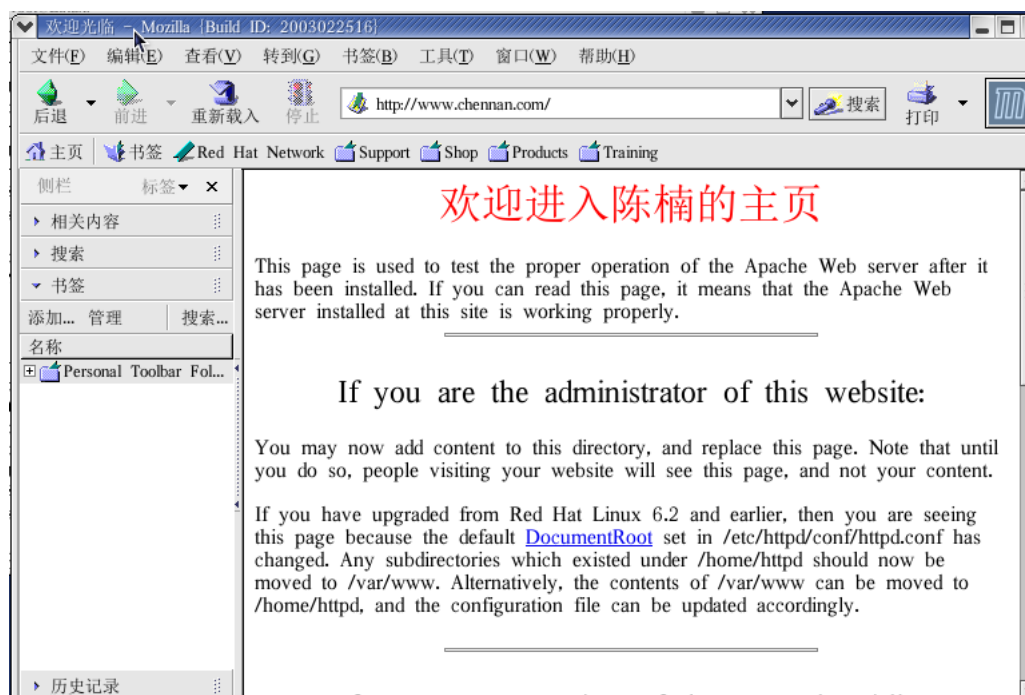 欢迎光临 - Mozilla {Build ID: 2003022516}
文件(F) 编辑(E) 查看(V) 转到(G) 书签(B) 工具(T) 窗口(W) 帮助(H)
后退 前进 重新载入 停止 http://www.chennan.com/ 搜索 打印
主页 书签 Red Hat Network Support Shop Products Training
侧栏 标签
相关内容
搜索
书签
添加... 管理 搜索...
名称
Personal Toolbar Fol...
历史记录
欢迎进入陈楠的主页
This page is used to test the proper operation of the Apache Web server after it
has been installed. If you can read this page, it means that the Apache Web
server installed at this site is working properly.
If you are the administrator of this website:
You may now add content to this directory, and replace this page. Note that until
you do so, people visiting your website will see this page, and not your content.
If you have upgraded from Red Hat Linux 6.2 and earlier, then you are seeing
this page because the default DocumentRoot set in /etc/httpd/conf/httpd.conf has
changed. Any subdirectories which existed under /home/httpd should now be
moved to /var/www. Alternatively, the contents of /var/www can be moved to
/home/httpd, and the configuration file can be updated accordingly.